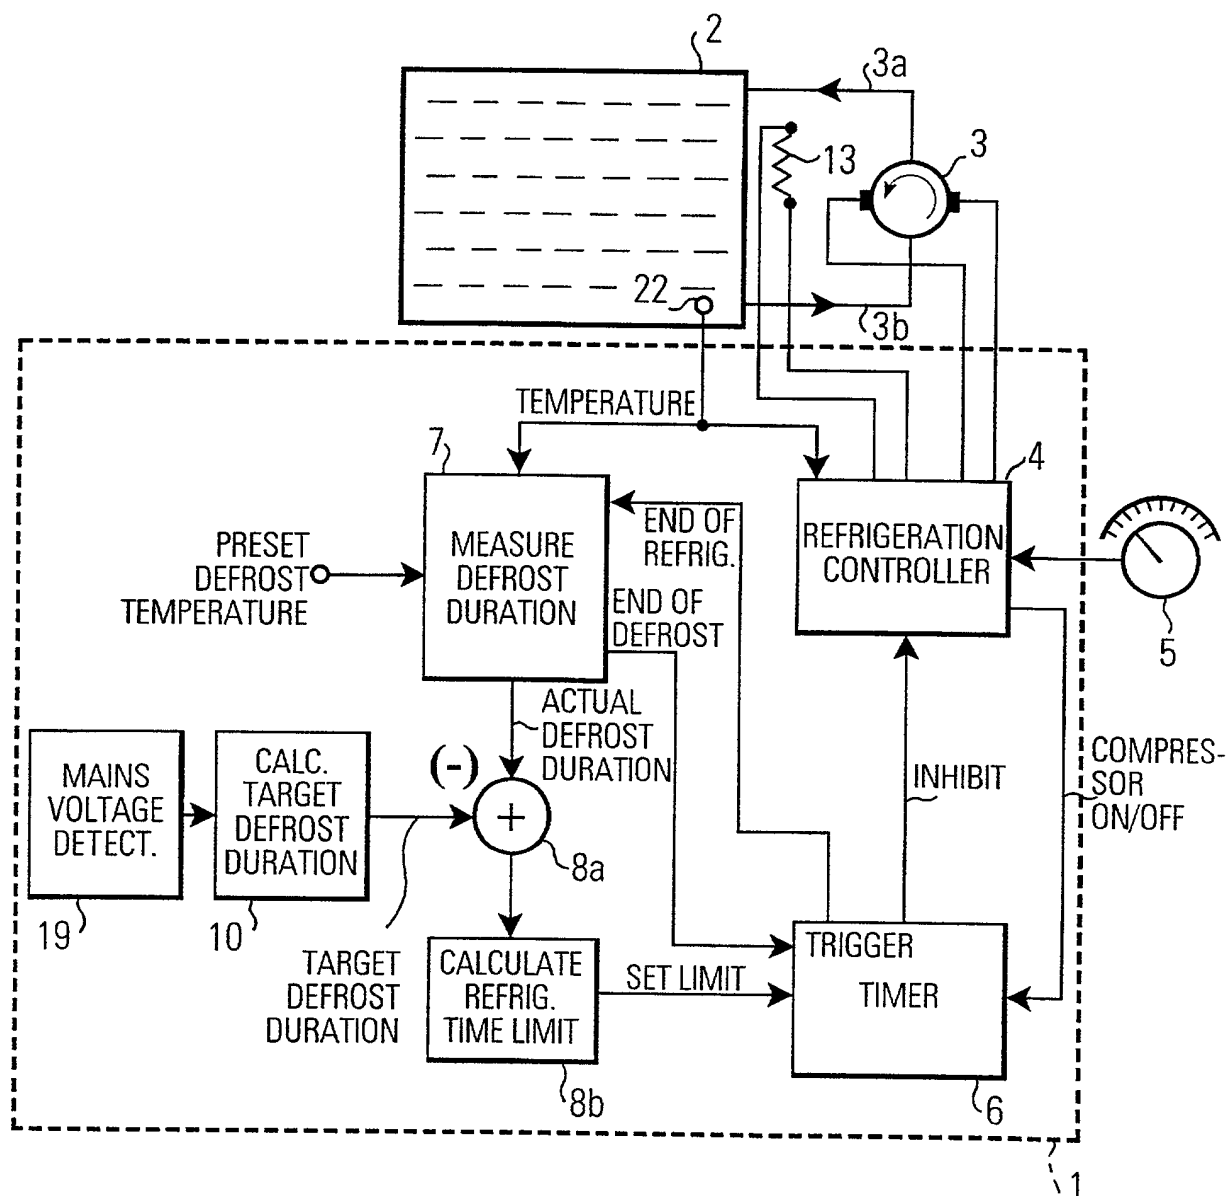 2
3a
13
3
22
3b
TEMPERATURE
7
4
PRESET
DEFROST
TEMPERATURE
MEASURE
DEFROST
DURATION
END OF
REFRIG.
END OF
DEFROST
REFRIGERATION
CONTROLLER
5
ACTUAL
DEFROST
DURATION
(-)
+
8a
MAINS
VOLTAGE
DETECT.
19
CALC.
TARGET
DEFROST
DURATION
10
INHIBIT
COMPRES-
SOR
ON/OFF
TARGET
DEFROST
DURATION
CALCULATE
REFRIG.
TIME LIMIT
8b
SET LIMIT
TRIGGER
TIMER
6
1